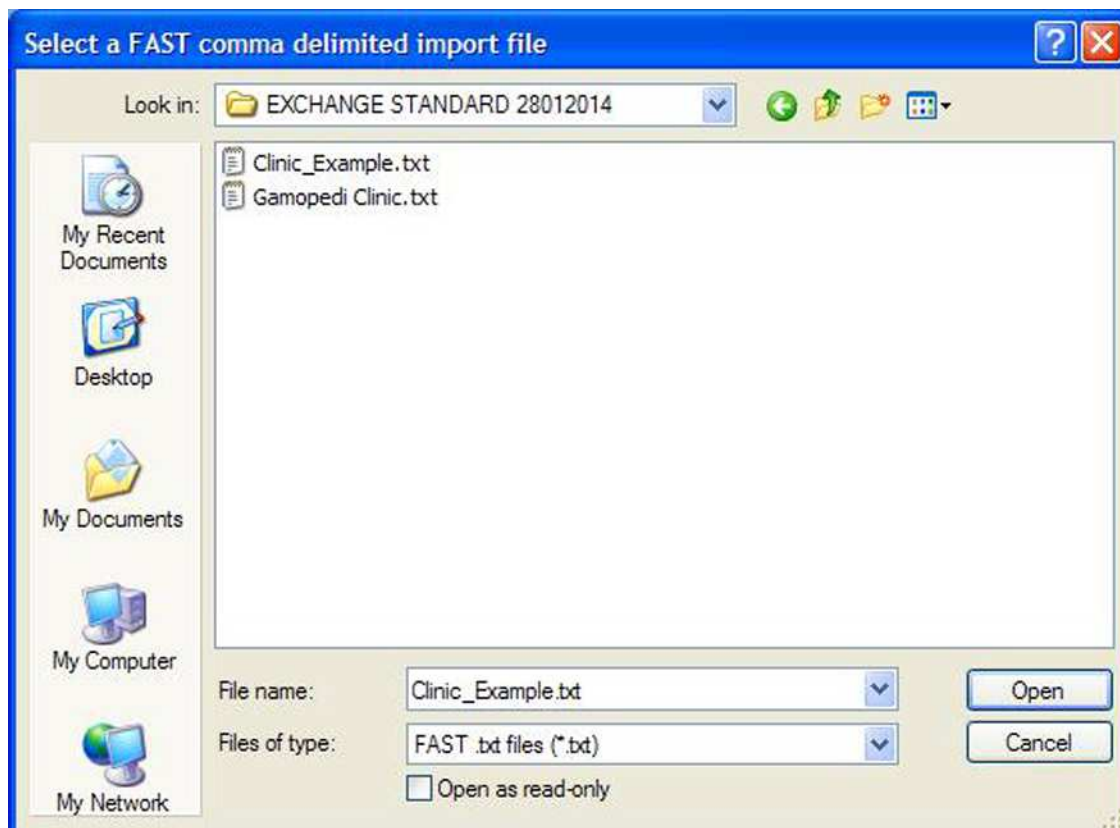 Select a FAST comma delimited import file
Look in:
EXCHANGE STANDARD 28012014
My Recent
Documents
Desktop
My Documents
My Computer
My Network
Clinic_Example.txt
Gamopedi Clinic.txt
File name:
Clinic_Example.txt
Open
Files of type:
FAST .txt files (*.txt)
Cancel
Open as read-only